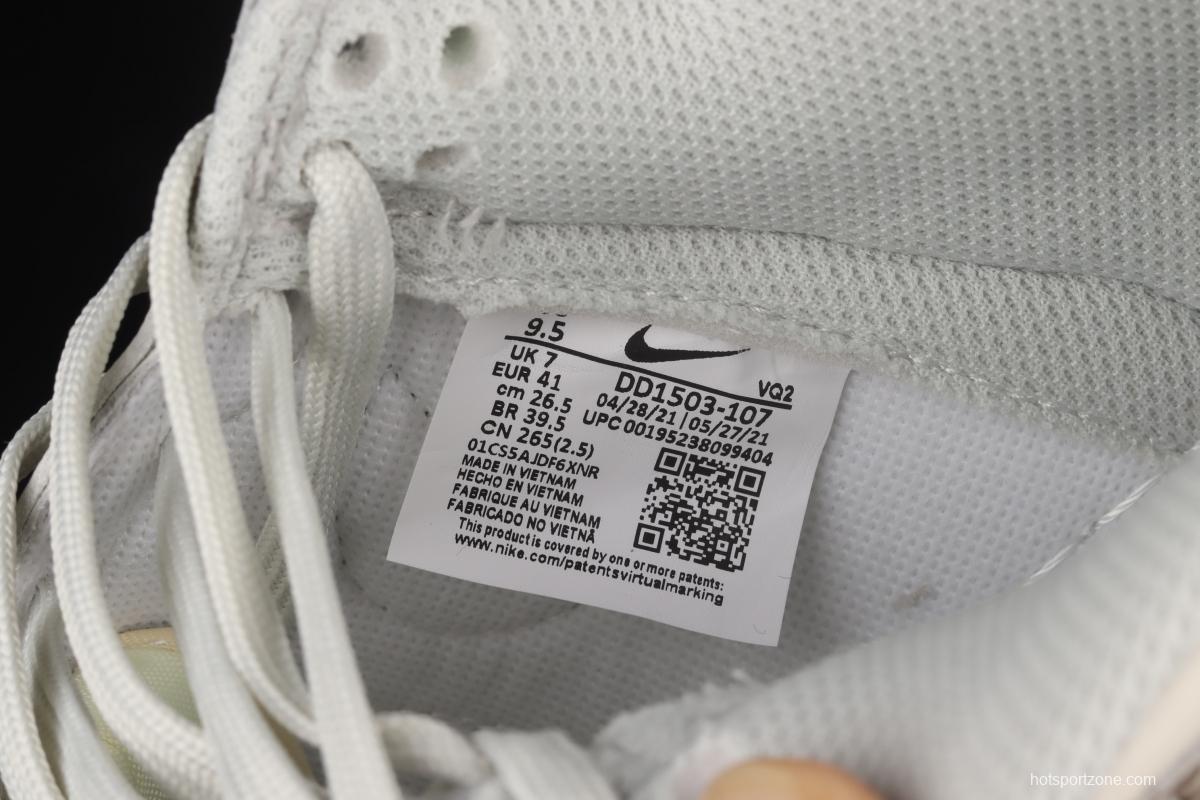 9.5
UK 7
EUR 41
cm 26.5
BR 39.5
CN 265(2.5)
VQ2
DD1503-107
04/28/21 | 05/27/21
UPC 00195238099404
01CS5AJDF6XNR
MADE IN VIETNAM
HECHO EN VIETNAM
FABRIQUE AU VIETNAM
FABRICADO NO VIETNÃ
This product is covered by one or more patents:
www.nike.com/patentsvirtualmarking
hotsportzone.com